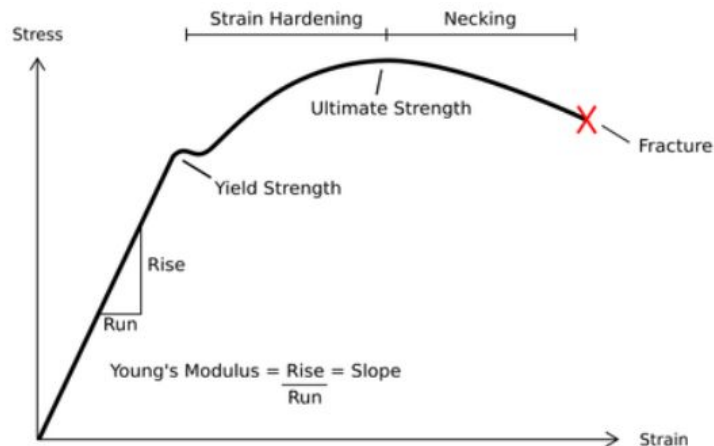 Strain Hardening
Necking
Stress
Ultimate Strength
Fracture
Yield Strength
Rise
Run
Young's Modulus = Rise = Slope
Run
Strain